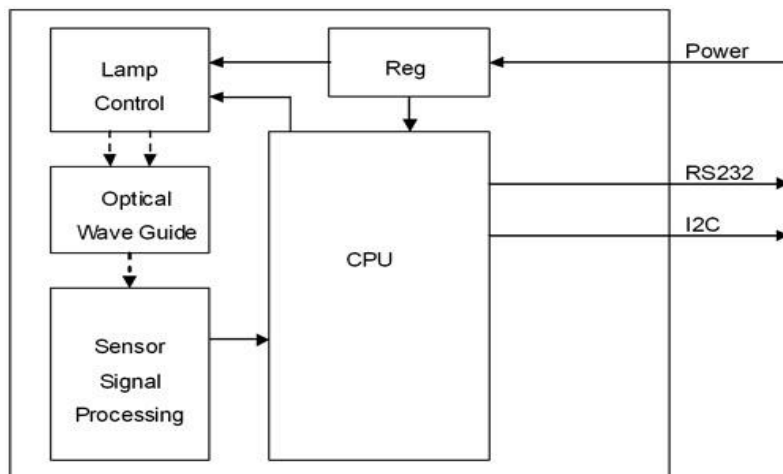 Lamp
Control
Reg
Power
Optical
Wave Guide
CPU
RS232
I2C
Sensor
Signal
Processing